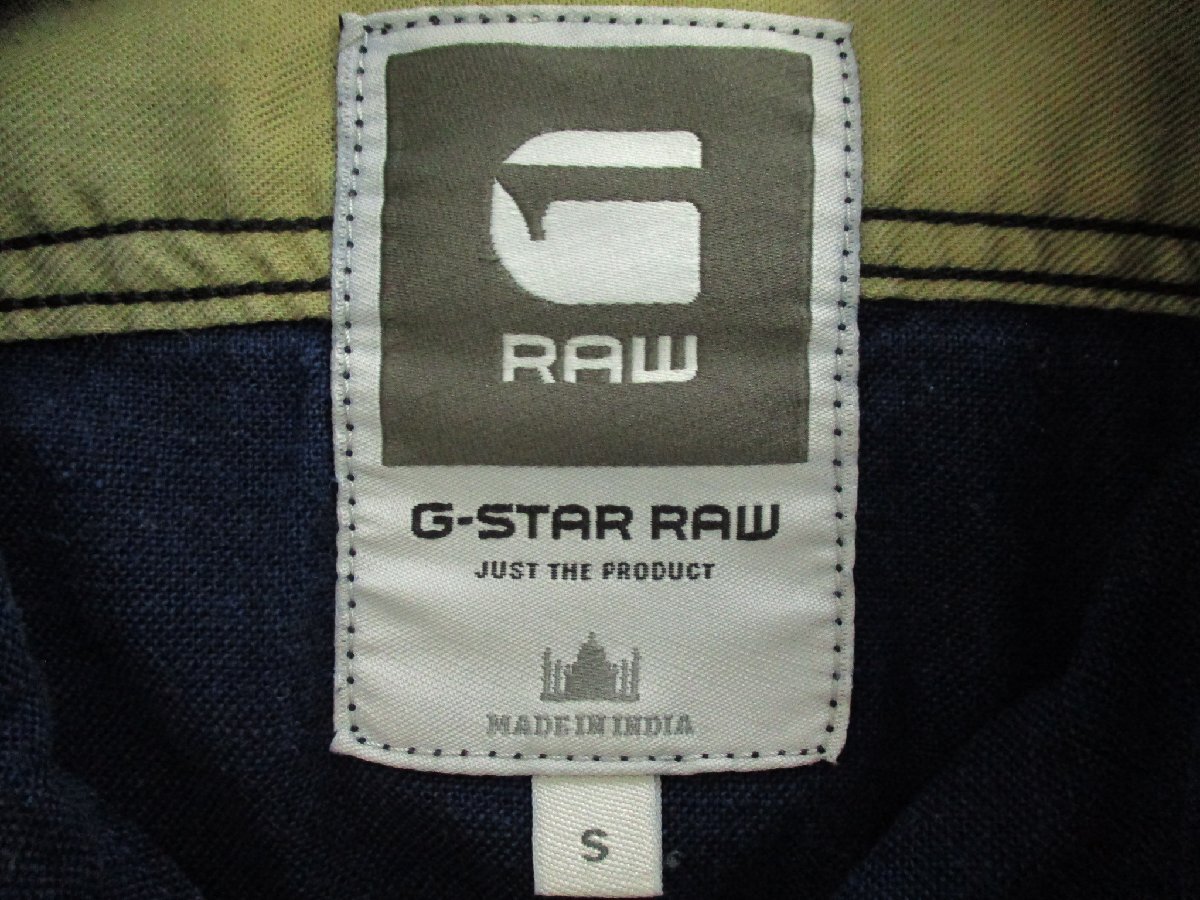 G
RAW
G-STAR RAW
JUST THE PRODUCT
MADE IN INDIA
S